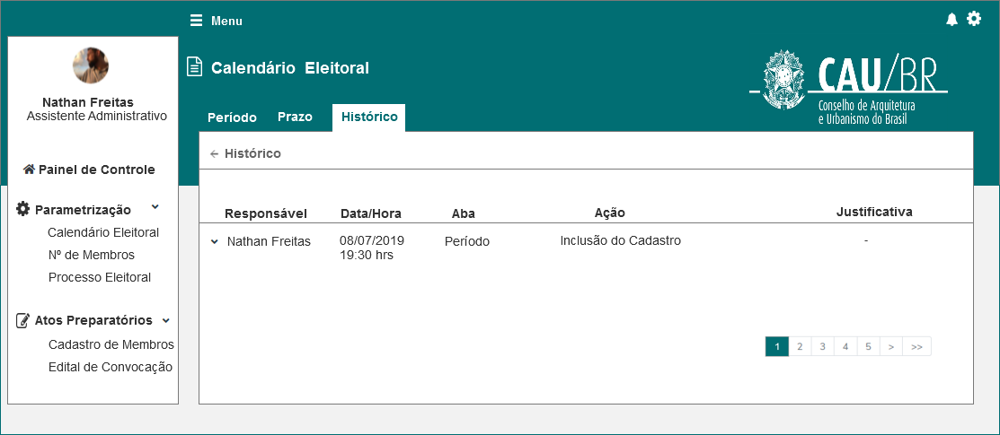 Menu
Nathan Freitas
Assistente Administrativo
Painel de Controle
Parametrização
Calendário Eleitoral
Nº de Membros
Processo Eleitoral
Atos Preparatórios
Cadastro de Membros
Edital de Convocação
Calendário Eleitoral
CAU/BR
Conselho de Arquitetura
e Urbanismo do Brasil
Período Prazo Histórico
Histórico
Responsável Data/Hora Aba Ação Justificativa
Nathan Freitas 08/07/2019 Período Inclusão do Cadastro -
19:30 hrs
1 2 3 4 5 > >>